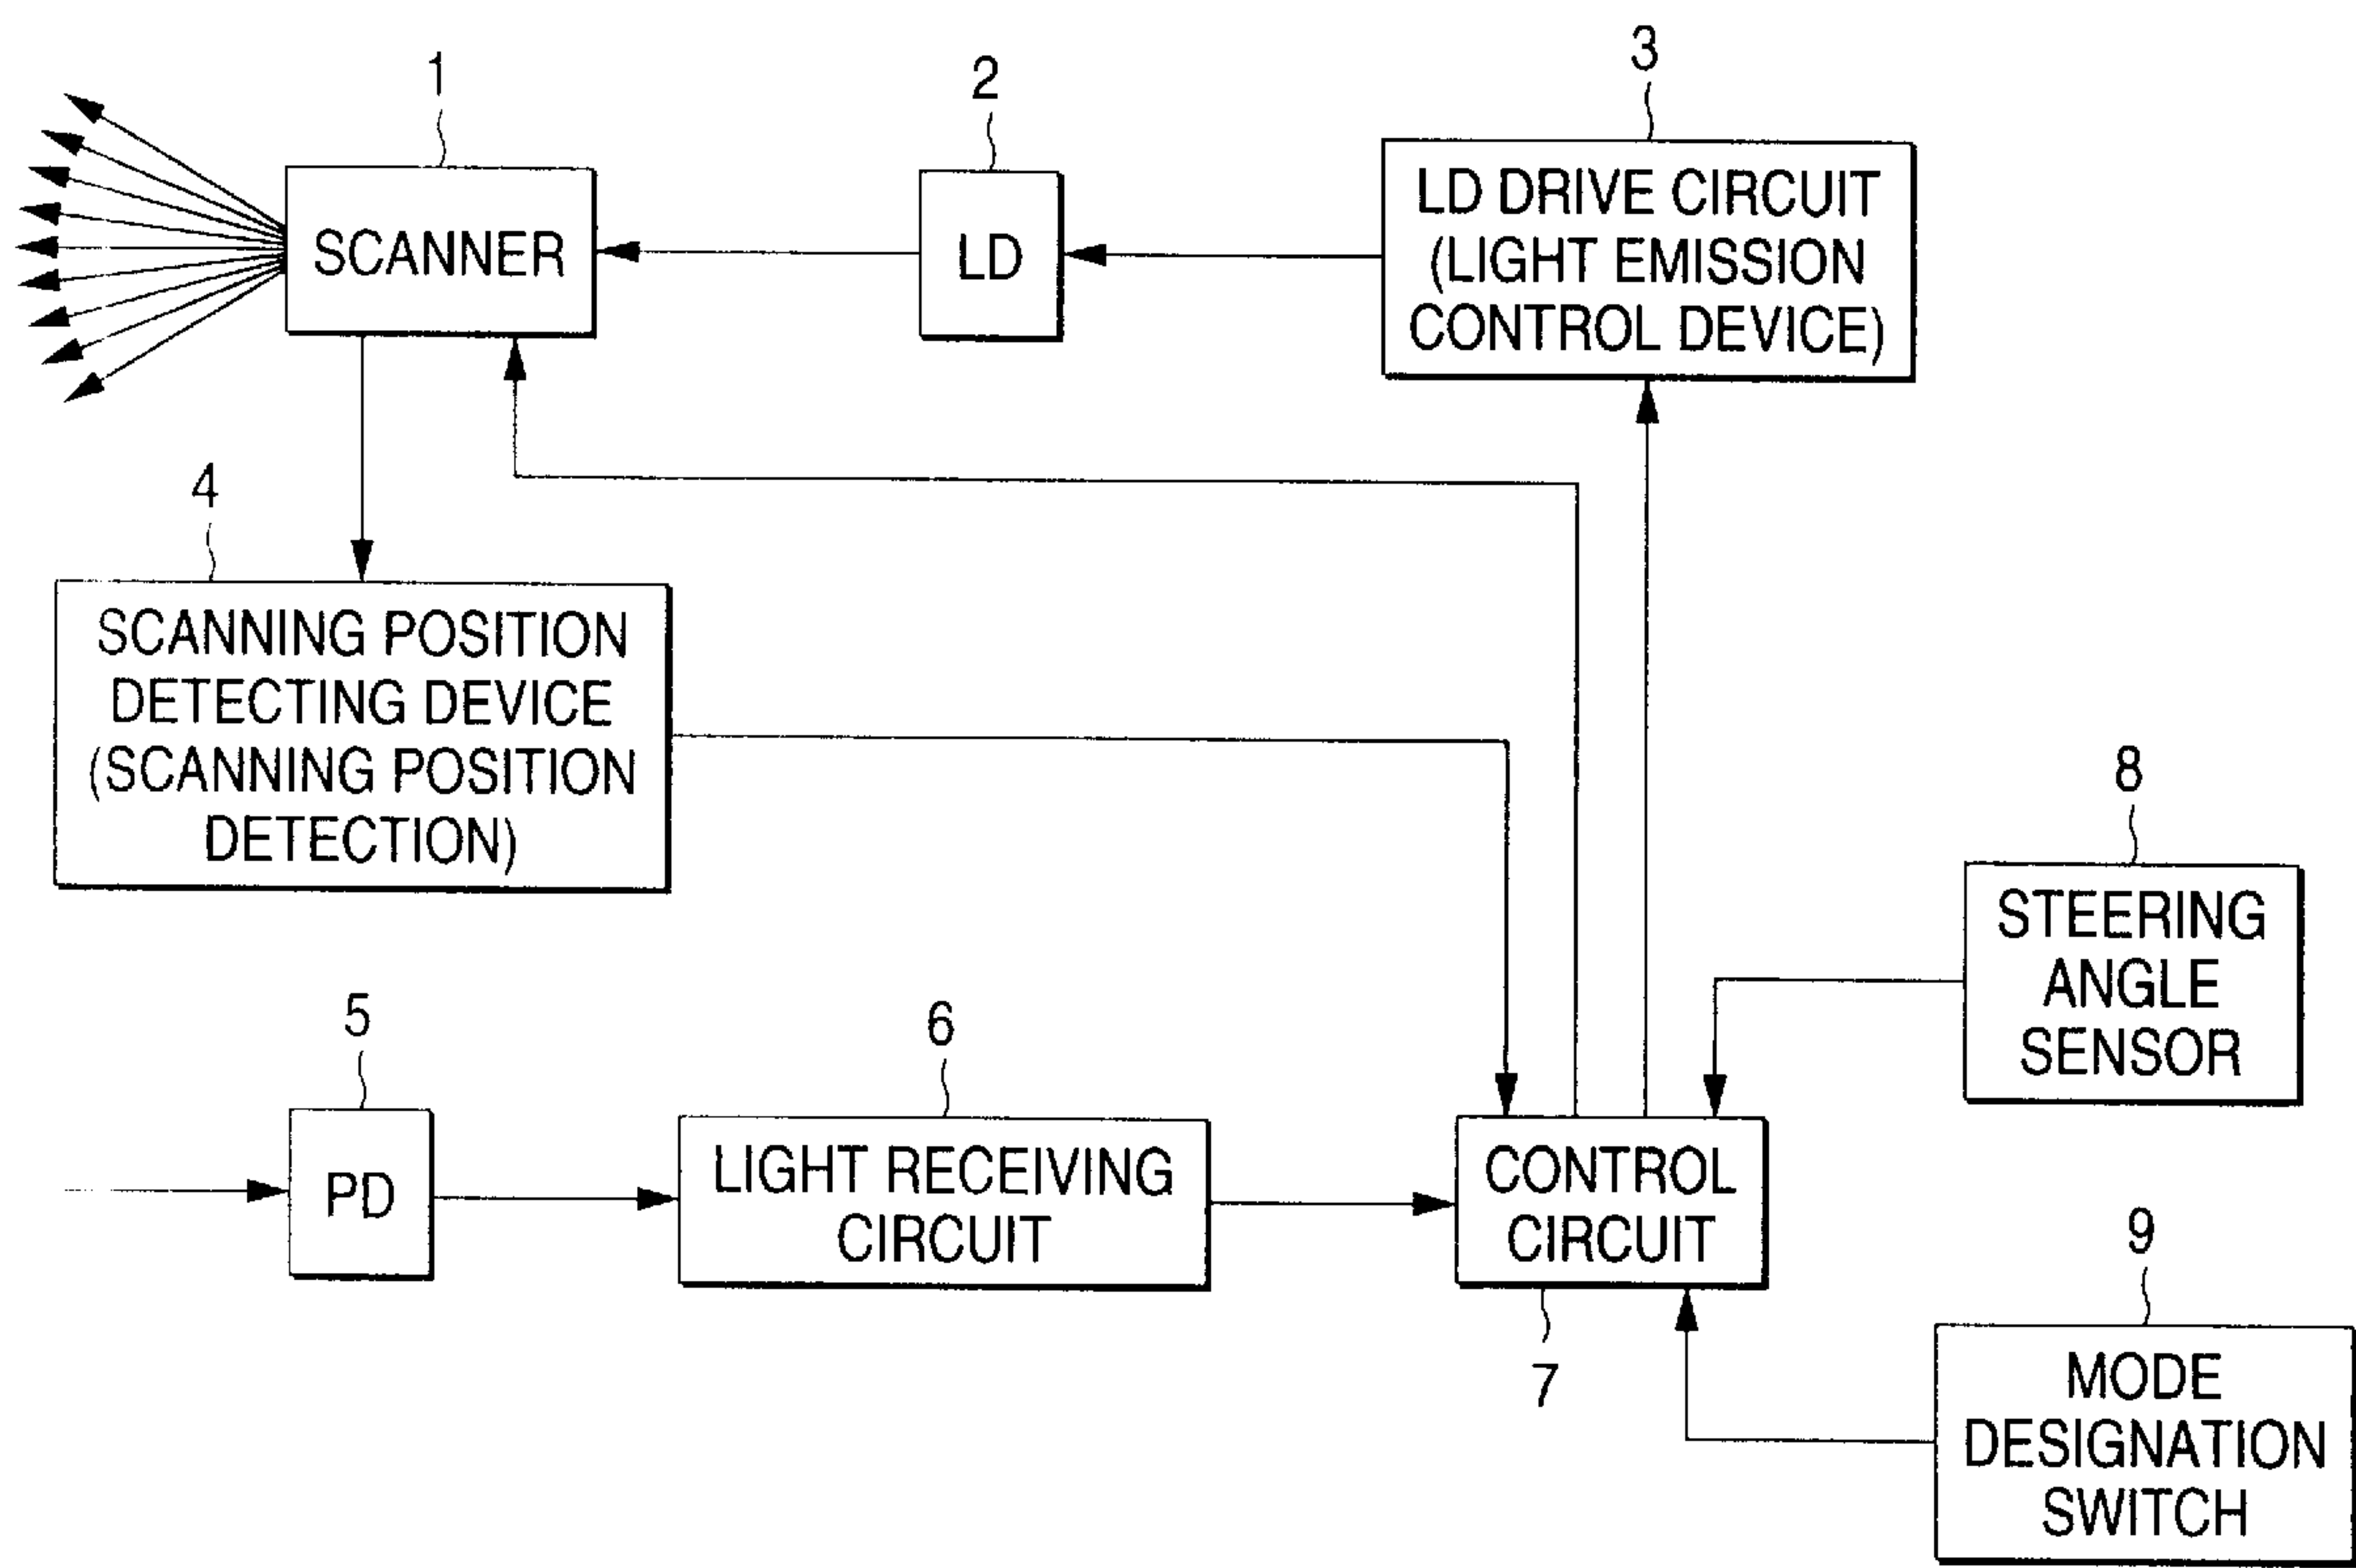 1
2
3
SCANNER
LD
LD DRIVE CIRCUIT
(LIGHT EMISSION
CONTROL DEVICE)
4
SCANNING POSITION
DETECTING DEVICE
(SCANNING POSITION
DETECTION)
8
STEERING
ANGLE
SENSOR
5
6
PD
LIGHT RECEIVING
CIRCUIT
CONTROL
CIRCUIT
7
9
MODE
DESIGNATION
SWITCH